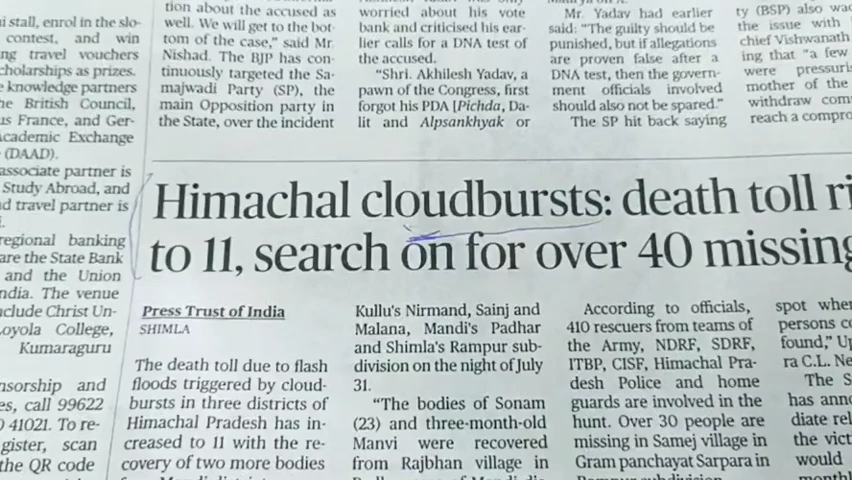 ni stall, enrol in the slo-
contest, and win
ng travel vouchers
cholarships as prizes.
knowledge partners
e British Council,
us France, and Ger-
Academic Exchange
(DAAD).
associate partner is
Study Abroad, and
travel partner is
regional banking
are the State Bank
and the Union
ndia. The venue
nclude Christ Un-
oyola College,
Kumaraguru
nsorship and
es, call 99622
41021. To re-
gister, scan
the QR code
tion about the accused as
well. We will get to the bot-
tom of the case," said Mr.
Nishad. The BJP has con-
tinuously targeted the Sa-
majwadi Party (SP), the
main Opposition party in
the State, over the incident
worried about his vote
bank and criticised his ear-
lier calls for a DNA test of
the accused.
"Shri. Akhilesh Yadav, a
pawn of the Congress, first
forgot his PDA [Pichda, Da-
lit and Alpsankhyak or
Mr. Yadav had earlier
said: "The guilty should be
punished, but if allegations
are proven false after a
DNA test, then the govern-
ment officials involved
should also not be spared."
The SP hit back saying
ty (BSP) also wa
the issue with
chief Vishwanath
ing that "a few
were pressuri
mother of the
withdraw com
reach a compro
Himachal cloudbursts: death toll ri
to 11, search on for over 40 missing
Press Trust of India
SHIMLA
The death toll due to flash
floods triggered by cloud-
bursts in three districts of
Himachal Pradesh has in-
creased to 11 with the re-
covery of two more bodies
Kullu's Nirmand, Sainj and
Malana, Mandi's Padhar
and Shimla's Rampur sub-
division on the night of July
31.
"The bodies of Sonam
(23) and three-month-old
Manvi were recovered
from Rajbhan village in
According to officials,
410 rescuers from teams of
the Army, NDRF, SDRF,
ITBP, CISF, Himachal Pra-
desh Police and home
guards are involved in the
hunt. Over 30 people are
missing in Samej village in
Gram panchayat Sarpara in
Rampur subdivision
spot wher
persons co
found," Up
ra C.L. Ne
The S
has ann
diate rel
the vict
would
monthl